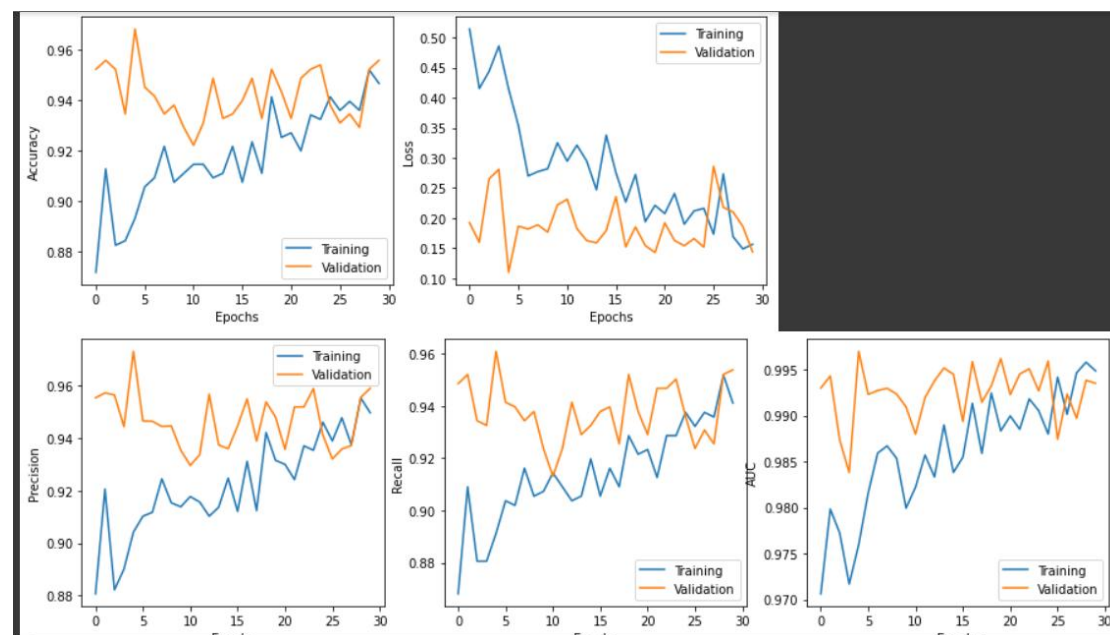 Accuracy
0.96
0.94
0.92
0.90
0.88
0 5 10 15 20 25 30
Epochs
Training
Validation
Loss
0.50
0.45
0.40
0.35
0.30
0.25
0.20
0.15
0.10
0 5 10 15 20 25 30
Epochs
Training
Validation
Precision
0.96
0.94
0.92
0.90
0.88
0 5 10 15 20 25 30
Training
Validation
Recall
0.96
0.94
0.92
0.90
0.88
0 5 10 15 20 25 30
Training
Validation
AUC
0.995
0.990
0.985
0.980
0.975
0.970
0 5 10 15 20 25 30
Training
Validation